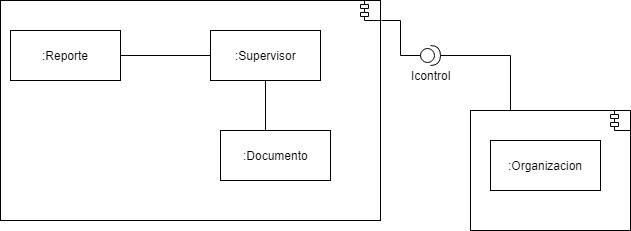 :Reporte
:Supervisor
Icontrol
:Documento
:Organizacion